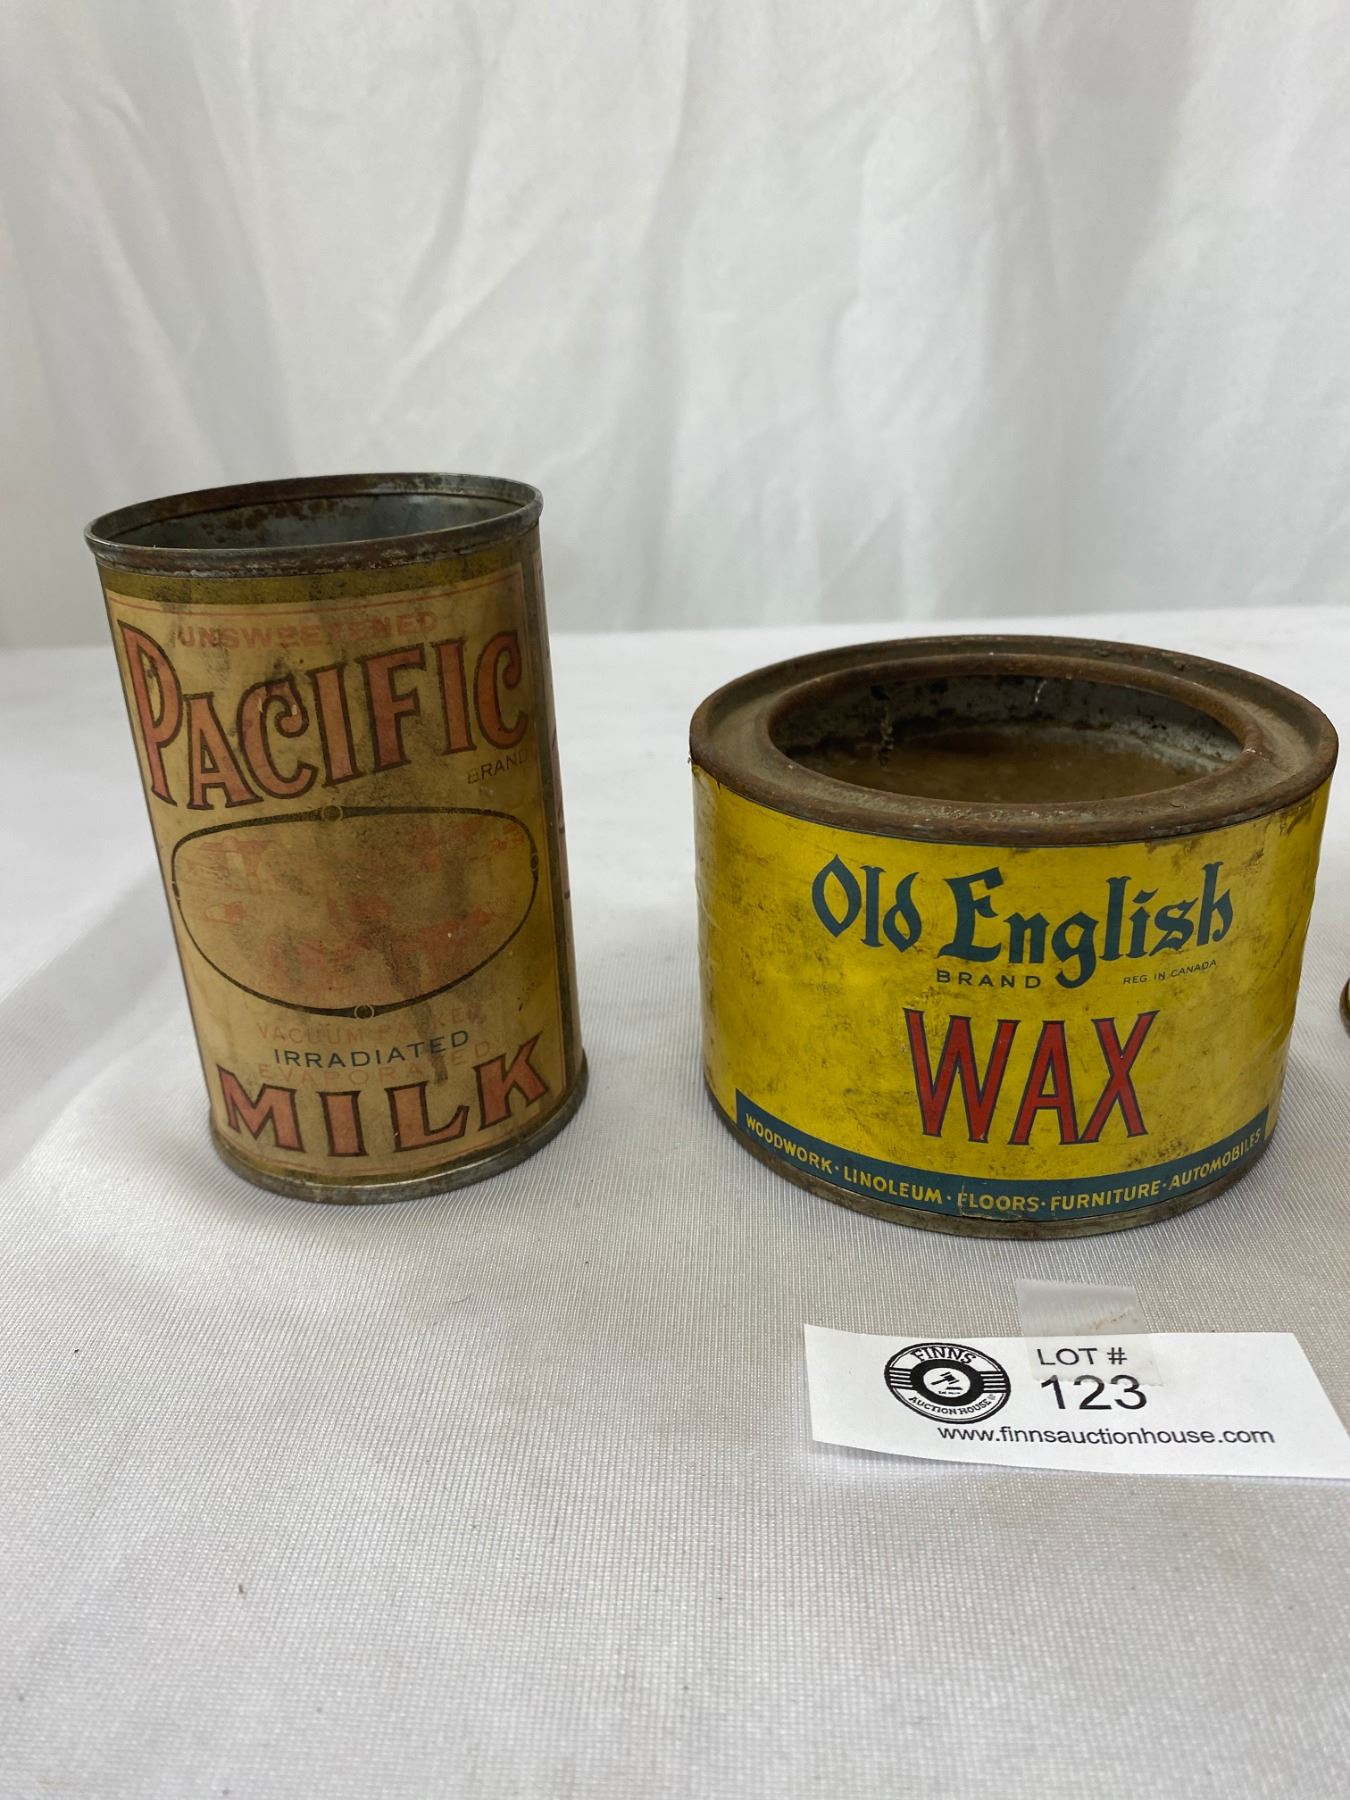 UNSWEETENED
PACIFIC
BRAND
VACUUM PACKED
IRRADIATED
EVAPORATED
MILK
Old English
BRAND REG. IN CANADA
WAX
WOODWORK · LINOLEUM · FLOORS · FURNITURE · AUTOMOBILES
FINNS
AUCTION HOUSE
LOT #
123
www.finnsauctionhouse.com